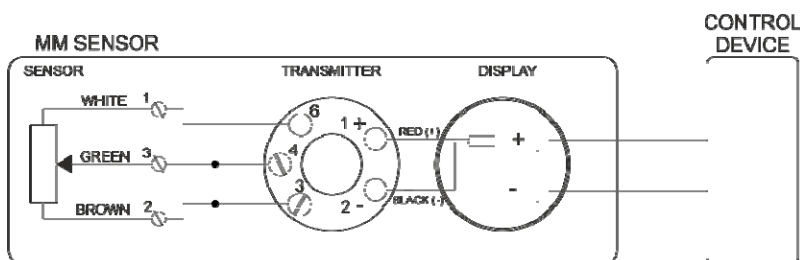 CONTROL
DEVICE
MM SENSOR
SENSOR
TRANSMITTER
DISPLAY
WHITE 1
6
1 +
RED (+)
+
GREEN 3
4
3
2 -
BLACK (-)
-
BROWN 2